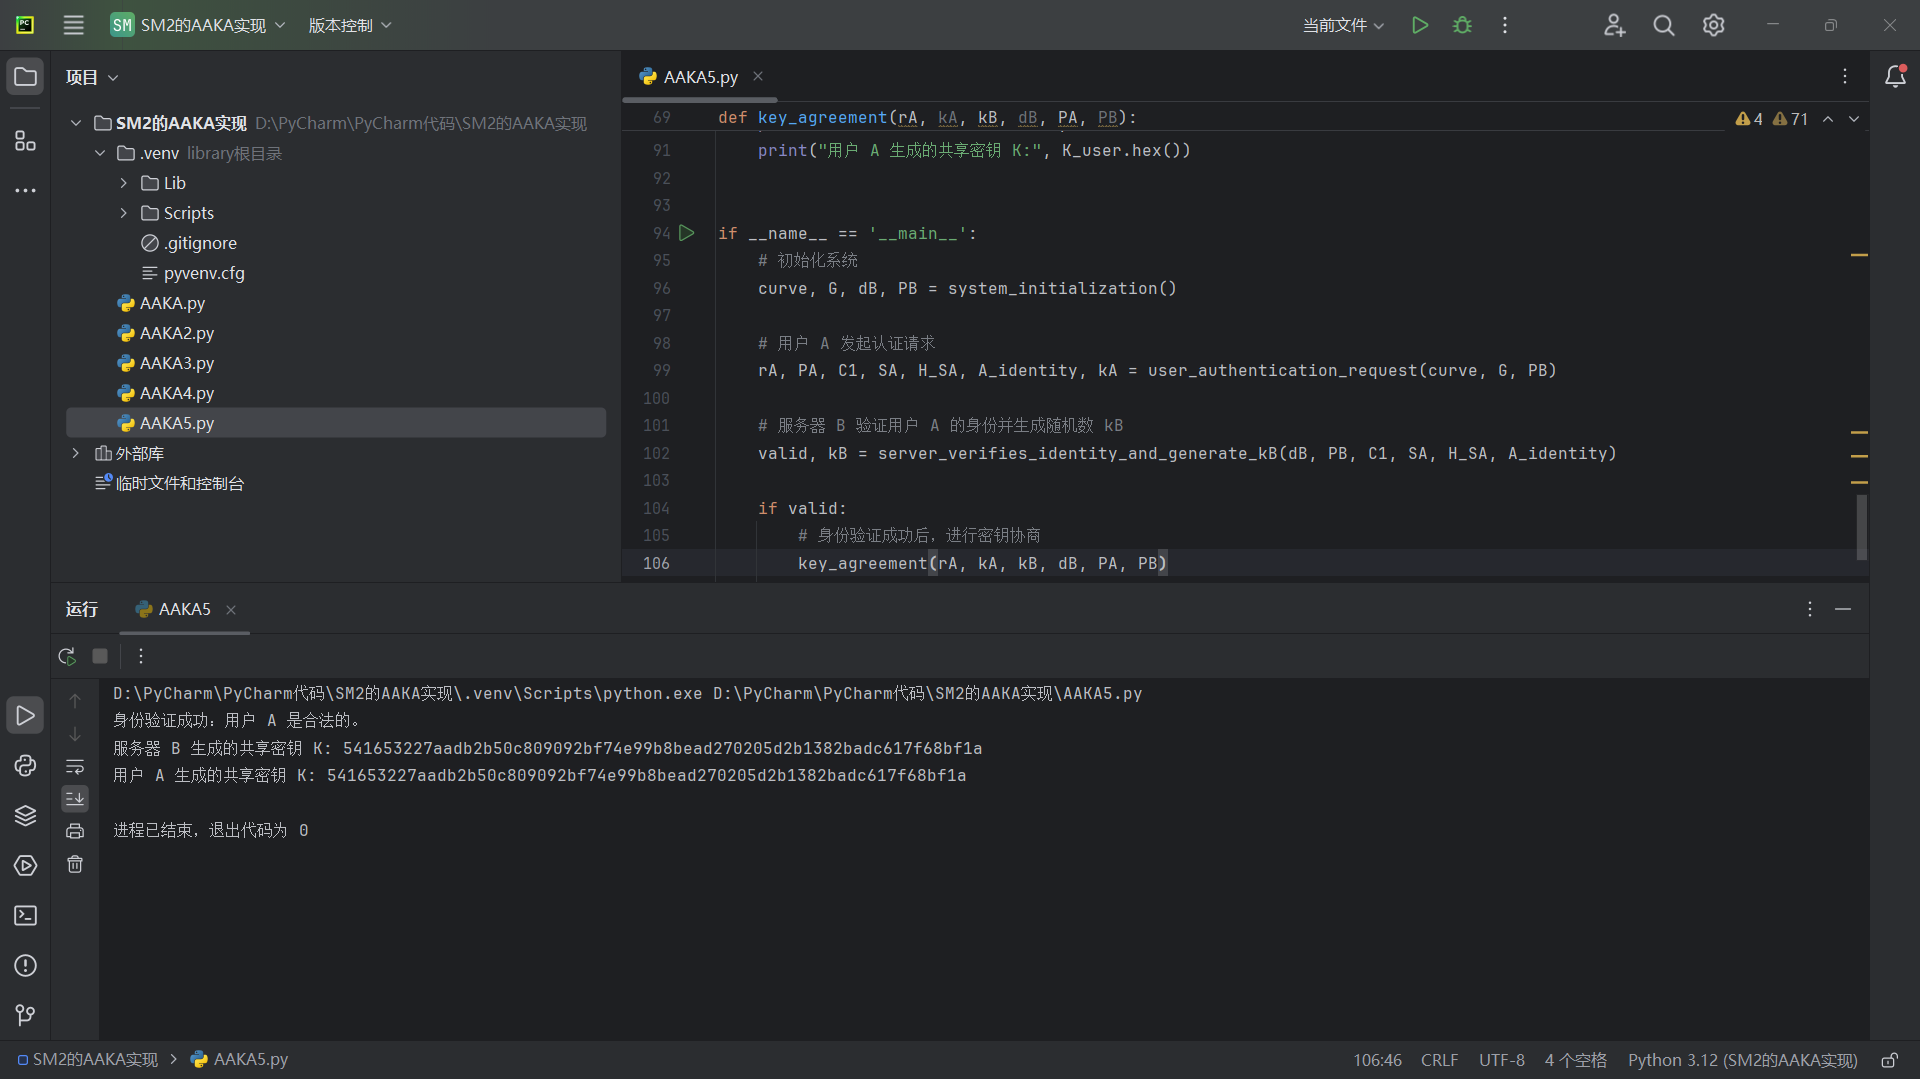 SM SM2的AAKA实现 版本控制 当前文件
项目
SM2的AAKA实现 D:\PyCharm\PyCharm代码\SM2的AAKA实现
.venv library根目录
Lib
Scripts
.gitignore
pyvenv.cfg
AAKA.py
AAKA2.py
AAKA3.py
AAKA4.py
AAKA5.py
外部库
临时文件和控制台
AAKA5.py
69 def key_agreement(rA, kA, kB, dB, PA, PB): 4 71
91 print("用户 A 生成的共享密钥 K:", K_user.hex())
92
93
94 if __name__ == '__main__':
95 # 初始化系统
96 curve, G, dB, PB = system_initialization()
97
98 # 用户 A 发起认证请求
99 rA, PA, C1, SA, H_SA, A_identity, kA = user_authentication_request(curve, G, PB)
100
101 # 服务器 B 验证用户 A 的身份并生成随机数 kB
102 valid, kB = server_verifies_identity_and_generate_kB(dB, PB, C1, SA, H_SA, A_identity)
103
104 if valid:
105 # 身份验证成功后，进行密钥协商
106 key_agreement(rA, kA, kB, dB, PA, PB)
运行 AAKA5
D:\PyCharm\PyCharm代码\SM2的AAKA实现\.venv\Scripts\python.exe D:\PyCharm\PyCharm代码\SM2的AAKA实现\AAKA5.py
身份验证成功：用户 A 是合法的。
服务器 B 生成的共享密钥 K: 541653227aadb2b50c809092bf74e99b8bead270205d2b1382badc617f68bf1a
用户 A 生成的共享密钥 K: 541653227aadb2b50c809092bf74e99b8bead270205d2b1382badc617f68bf1a
进程已结束，退出代码为 0
SM2的AAKA实现 AAKA5.py 106:46 CRLF UTF-8 4 个空格 Python 3.12 (SM2的AAKA实现)